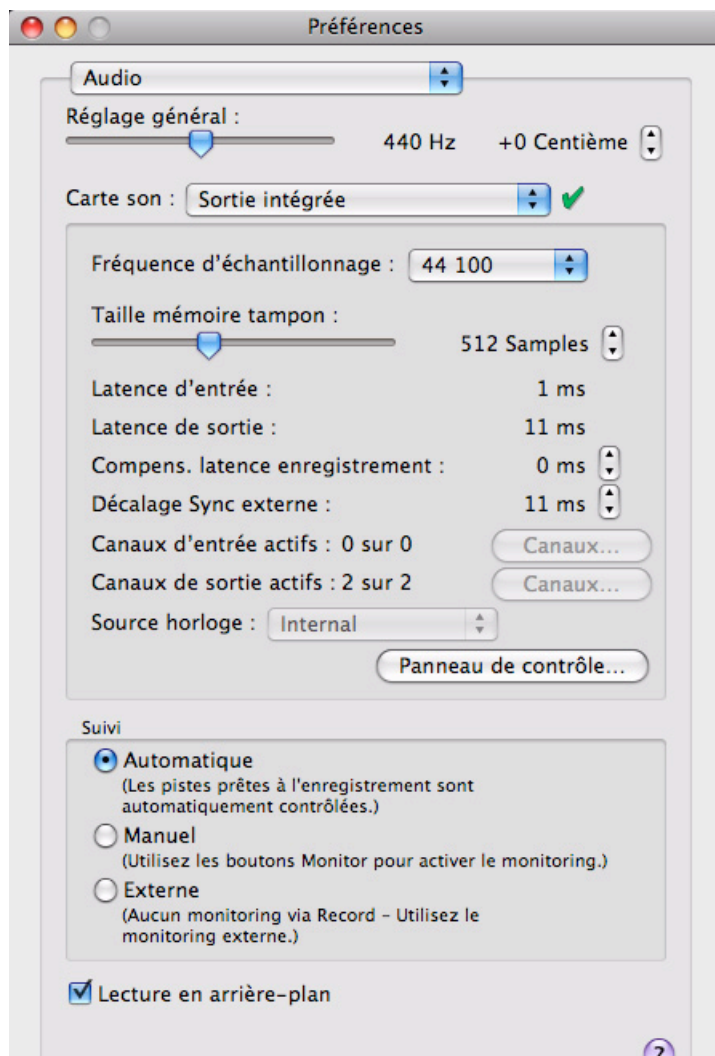 Préférences
Audio
Réglage général :
440 Hz +0 Centième
Carte son : Sortie intégrée
Fréquence d'échantillonnage : 44 100
Taille mémoire tampon :
512 Samples
Latence d'entrée : 1 ms
Latence de sortie : 11 ms
Compens. latence enregistrement : 0 ms
Décalage Sync externe : 11 ms
Canaux d'entrée actifs : 0 sur 0 Canaux...
Canaux de sortie actifs : 2 sur 2 Canaux...
Source horloge : Internal
Panneau de contrôle...
Suivi
Automatique
(Les pistes prêtes à l'enregistrement sont
automatiquement contrôlées.)
Manuel
(Utilisez les boutons Monitor pour activer le monitoring.)
Externe
(Aucun monitoring via Record – Utilisez le
monitoring externe.)
Lecture en arrière-plan
?